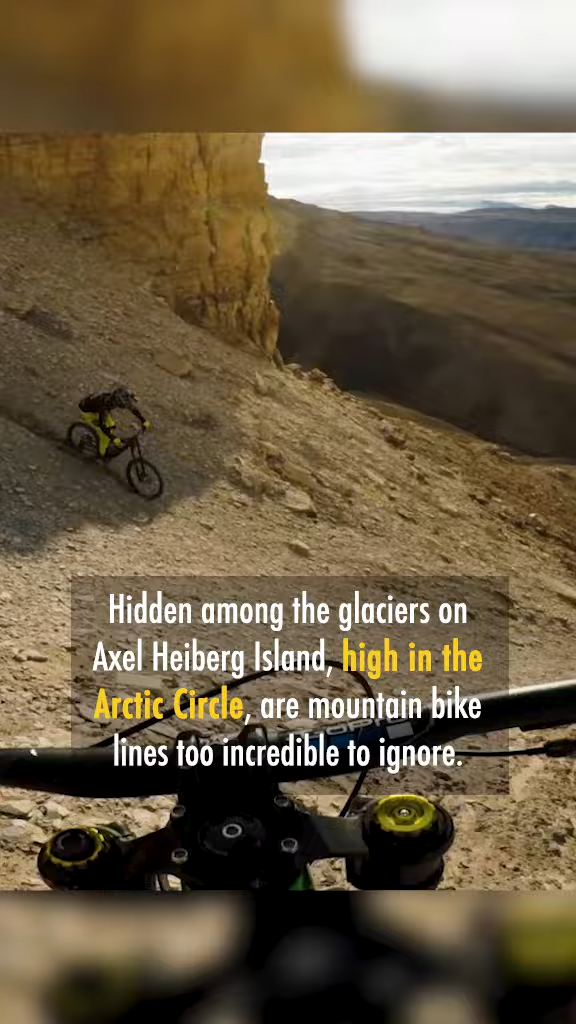 Hidden among the glaciers on
Axel Heiberg Island, high in the
Arctic Circle, are mountain bike
lines too incredible to ignore.